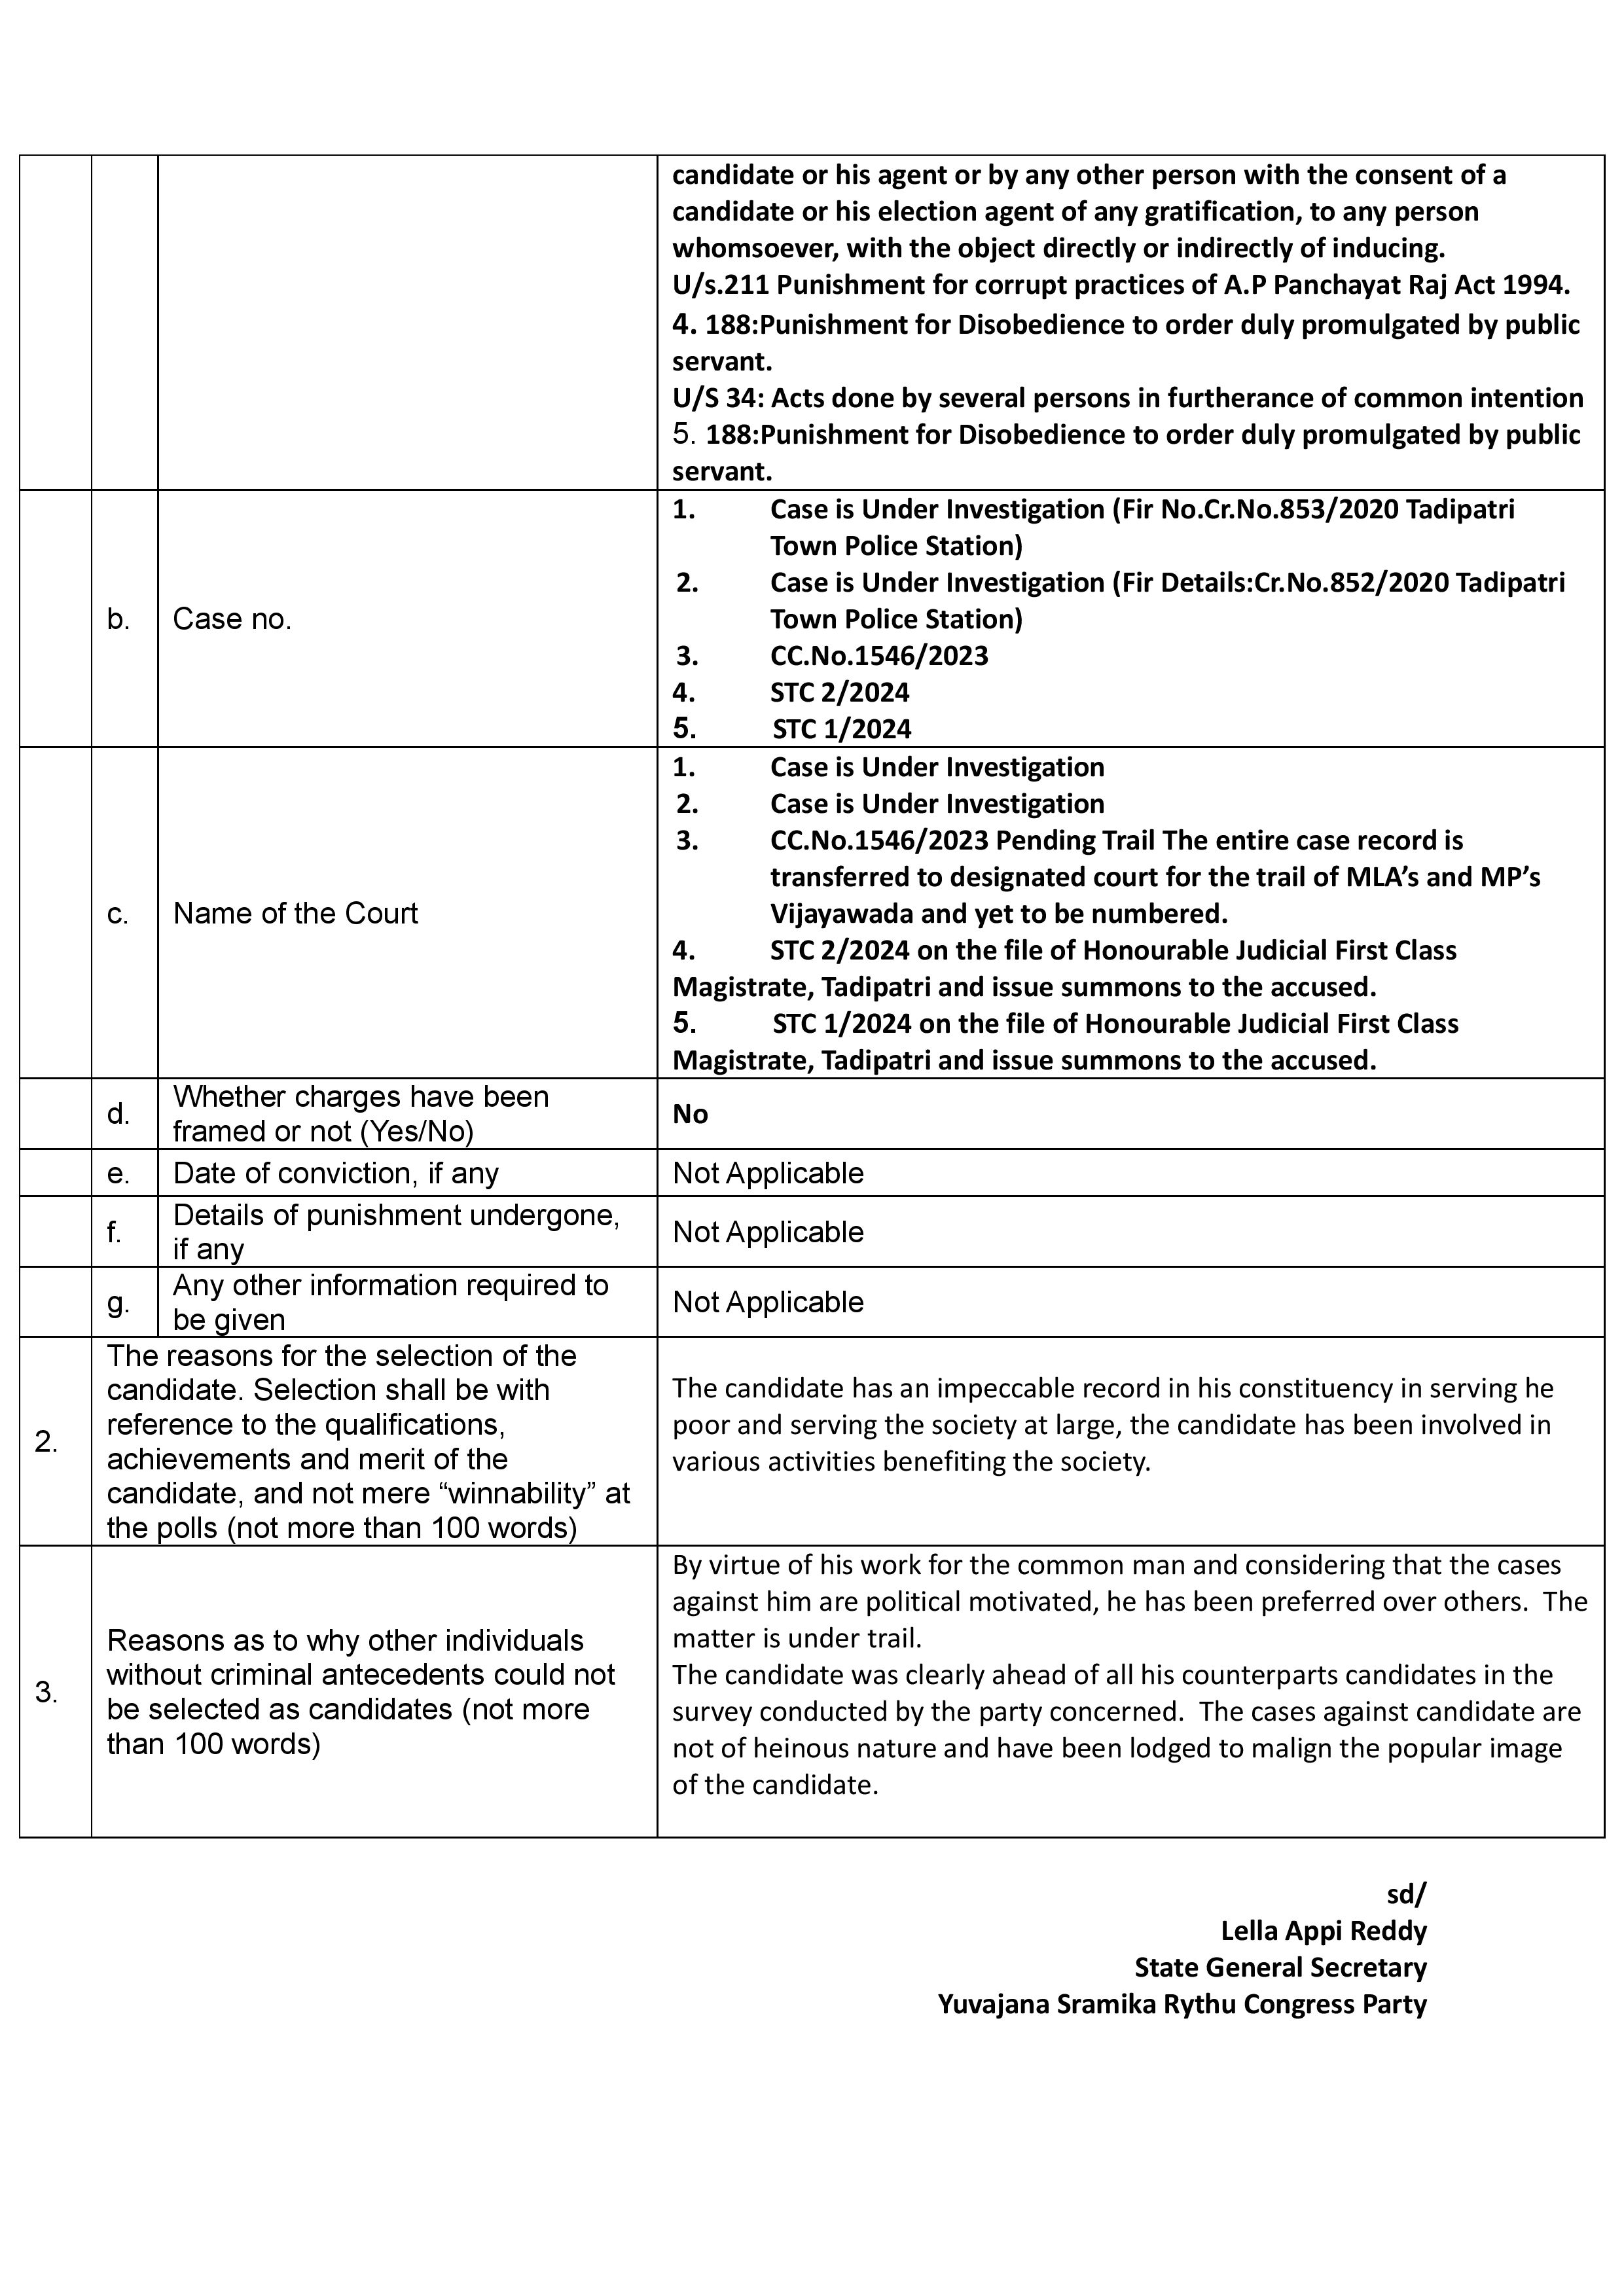 candidate or his agent or by any other person with the consent of a
candidate or his election agent of any gratification, to any person
whomsoever, with the object directly or indirectly of inducing.
U/s.211 Punishment for corrupt practices of A.P Panchayat Raj Act 1994.
4. 188:Punishment for Disobedience to order duly promulgated by public
servant.
U/S 34: Acts done by several persons in furtherance of common intention
5. 188:Punishment for Disobedience to order duly promulgated by public
servant.
b. Case no.
1. Case is Under Investigation (Fir No.Cr.No.853/2020 Tadipatri
Town Police Station)
2. Case is Under Investigation (Fir Details:Cr.No.852/2020 Tadipatri
Town Police Station)
3. CC.No.1546/2023
4. STC 2/2024
5. STC 1/2024
c. Name of the Court
1. Case is Under Investigation
2. Case is Under Investigation
3. CC.No.1546/2023 Pending Trail The entire case record is
transferred to designated court for the trail of MLA’s and MP’s
Vijayawada and yet to be numbered.
4. STC 2/2024 on the file of Honourable Judicial First Class
Magistrate, Tadipatri and issue summons to the accused.
5. STC 1/2024 on the file of Honourable Judicial First Class
Magistrate, Tadipatri and issue summons to the accused.
d. Whether charges have been
framed or not (Yes/No)
No
e. Date of conviction, if any
Not Applicable
f. Details of punishment undergone,
if any
Not Applicable
g. Any other information required to
be given
Not Applicable
2. The reasons for the selection of the
candidate. Selection shall be with
reference to the qualifications,
achievements and merit of the
candidate, and not mere “winnability” at
the polls (not more than 100 words)
The candidate has an impeccable record in his constituency in serving he
poor and serving the society at large, the candidate has been involved in
various activities benefiting the society.
3. Reasons as to why other individuals
without criminal antecedents could not
be selected as candidates (not more
than 100 words)
By virtue of his work for the common man and considering that the cases
against him are political motivated, he has been preferred over others. The
matter is under trail.
The candidate was clearly ahead of all his counterparts candidates in the
survey conducted by the party concerned. The cases against candidate are
not of heinous nature and have been lodged to malign the popular image
of the candidate.
sd/
Lella Appi Reddy
State General Secretary
Yuvajana Sramika Rythu Congress Party